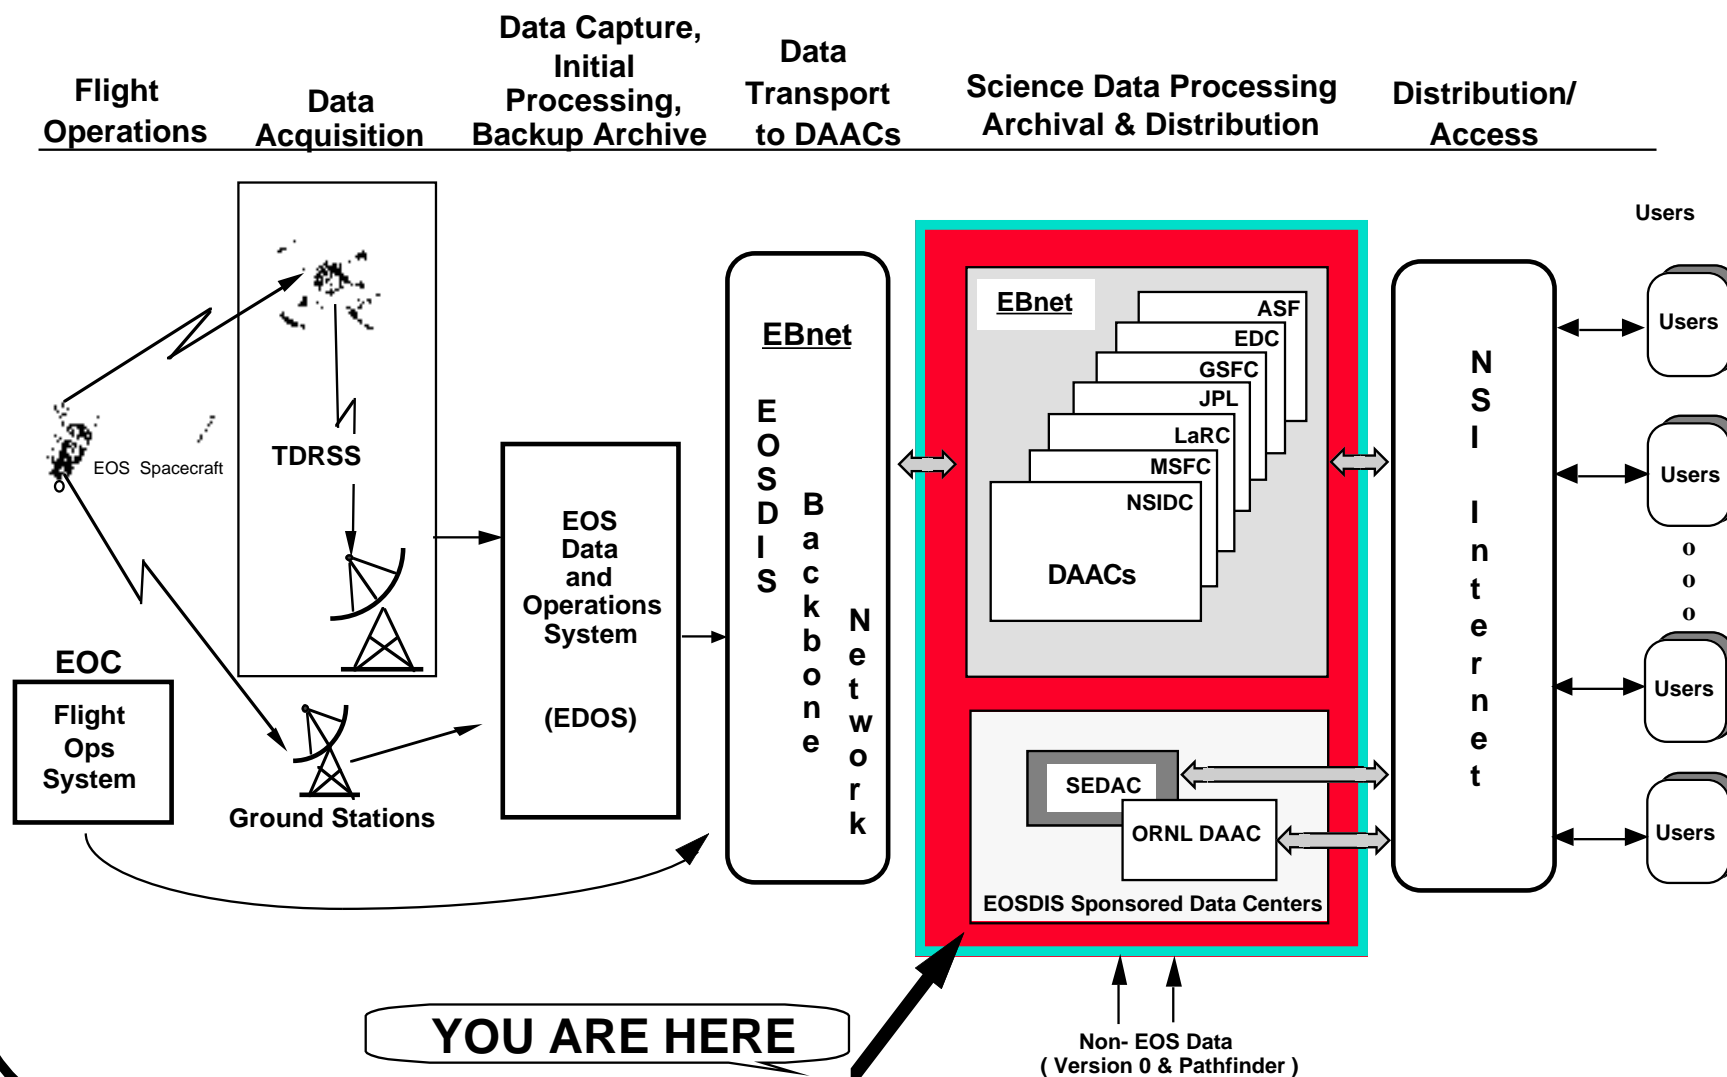 Flight
Operations
Data
Acquisition
Data Capture,
Initial
Processing,
Backup Archive
Data
Transport
to DAACs
Science Data Processing
Archival & Distribution
Distribution/
Access
Users
EOS Spacecraft
TDRSS
EOC
Flight
Ops
System
Ground Stations
EOS
Data
and
Operations
System
(EDOS)
EBnet
EOSDIS
Backbone
Network
EBnet
ASF
EDC
GSFC
JPL
LaRC
MSFC
NSIDC
DAACs
SEDAC
ORNL DAAC
EOSDIS Sponsored Data Centers
NSI
Internet
Users
Users
o
o
o
Users
Users
YOU ARE HERE
Non- EOS Data
( Version 0 & Pathfinder )